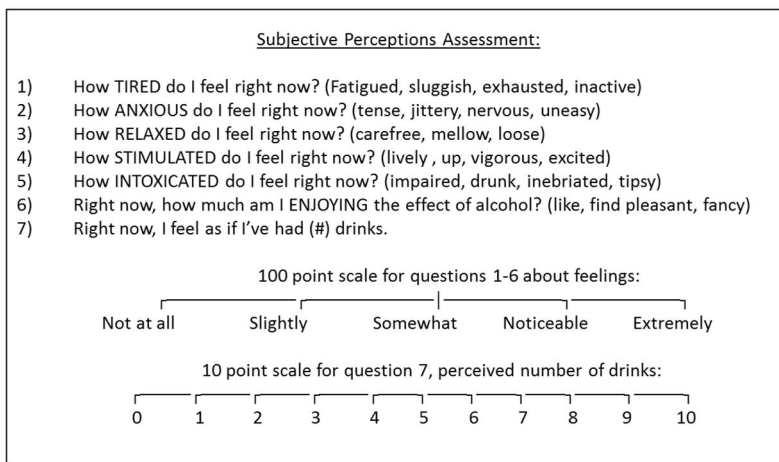 Subjective Perceptions Assessment:
1) How TIRED do I feel right now? (Fatigued, sluggish, exhausted, inactive)
2) How ANXIOUS do I feel right now? (tense, jittery, nervous, uneasy)
3) How RELAXED do I feel right now? (carefree, mellow, loose)
4) How STIMULATED do I feel right now? (lively , up, vigorous, excited)
5) How INTOXICATED do I feel right now? (impaired, drunk, inebriated, tipsy)
6) Right now, how much am I ENJOYING the effect of alcohol? (like, find pleasant, fancy)
7) Right now, I feel as if I’ve had (#) drinks.
100 point scale for questions 1-6 about feelings:
Not at all Slightly Somewhat Noticeable Extremely
10 point scale for question 7, perceived number of drinks:
0 1 2 3 4 5 6 7 8 9 10